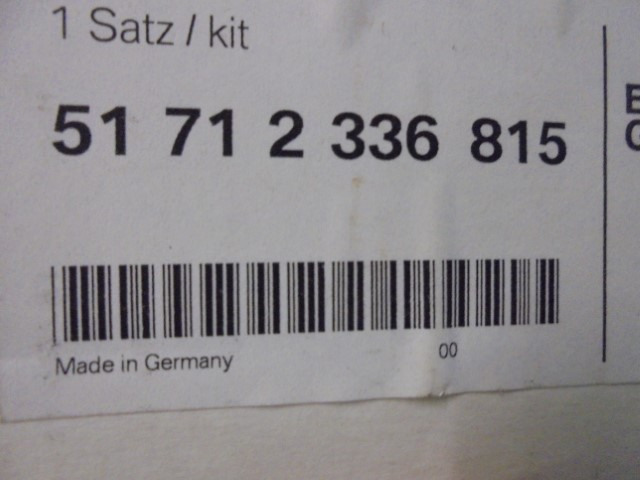 1 Satz / kit
51 71 2 336 815
Made in Germany
00